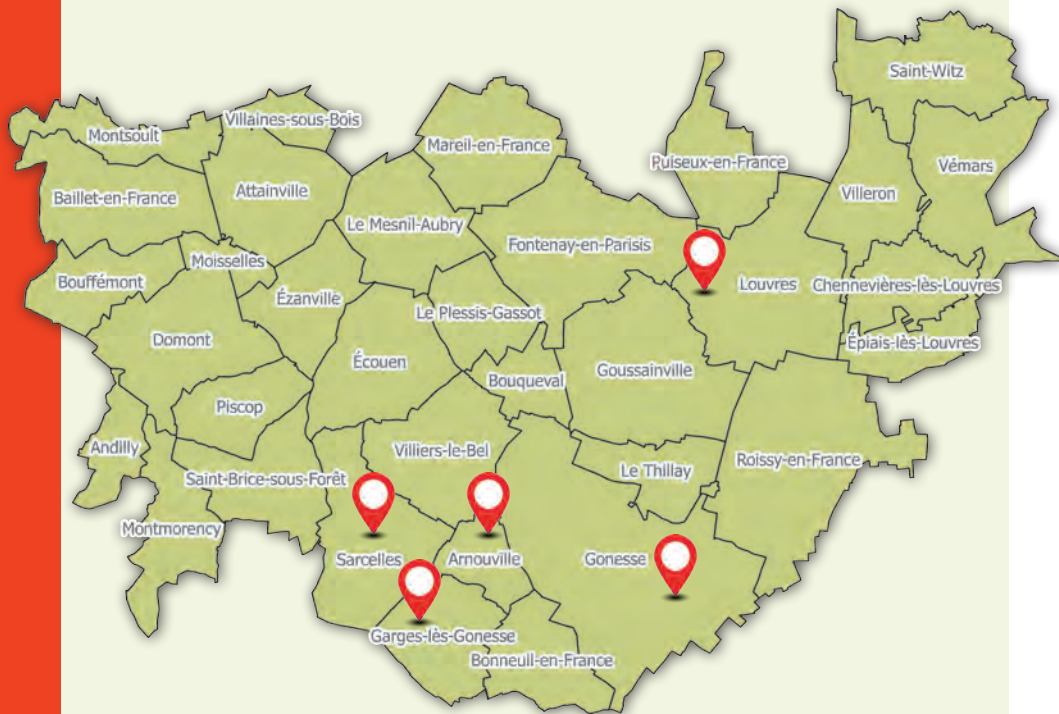 Saint-Witz
Montsoult
Villaines-sous-Bois
Mareil-en-France
Puiseux-en-France
Vémars
Baillet-en-France
Attainville
Villeron
Le Mesnil-Aubry
Fontenay-en-Parisis
Moisselles
Bouffémont
Ézanville
Louvres
Chennevières-lès-Louvres
Le Plessis-Gassot
Domont
Écouen
Épiais-lès-Louvres
Bouqueval
Goussainville
Piscop
Andilly
Villiers-le-Bel
Roissy-en-France
Le Thillay
Saint-Brice-sous-Forêt
Montmorency
Sarcelles
Arnouville
Gonesse
Garges-lès-Gonesse
Bonneuil-en-France